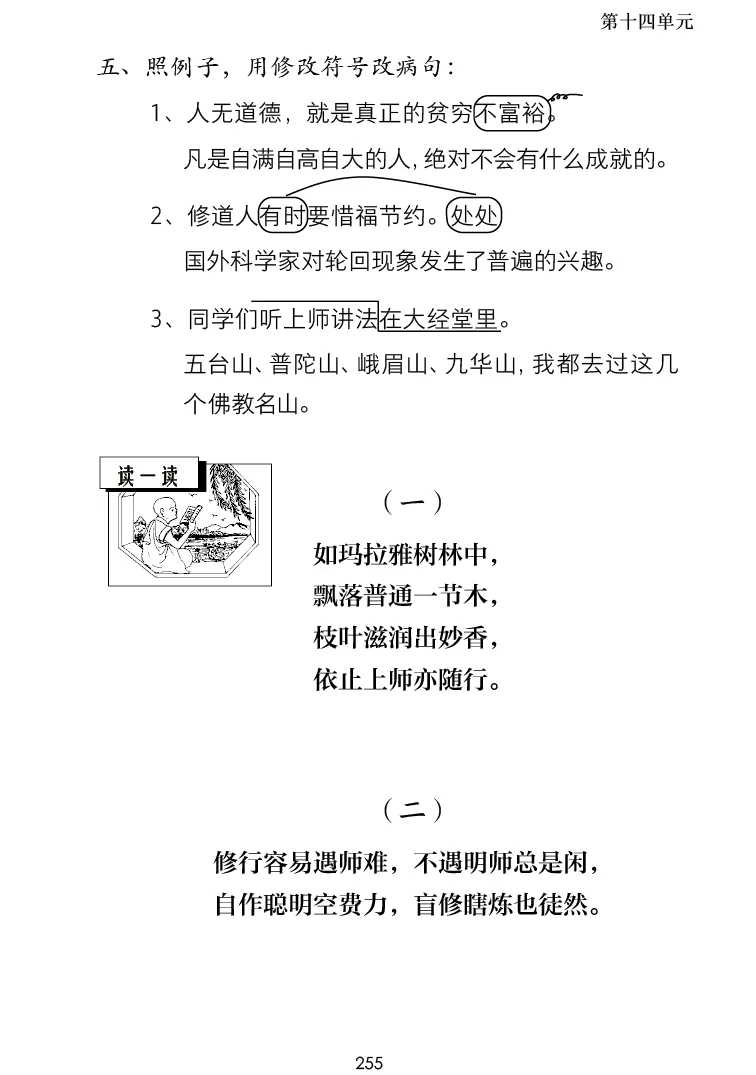 第十四单元
五、照例子，用修改符号改病句：
1、人无道德，就是真正的贫穷不富裕。
凡是自满自高自大的人，绝对不会有什么成就的。
2、修道人有时要惜福节约。处处
国外科学家对轮回现象发生了普遍的兴趣。
3、同学们听上师讲法在大经堂里。
五台山、普陀山、峨眉山、九华山，我都去过这几
个佛教名山。
读一读
（一）
如玛拉雅树林中，
飘落普通一节木，
枝叶滋润出妙香，
依止上师亦随行。
（二）
修行容易遇师难，不遇明师总是闲，
自作聪明空费力，盲修瞎炼也徒然。
255